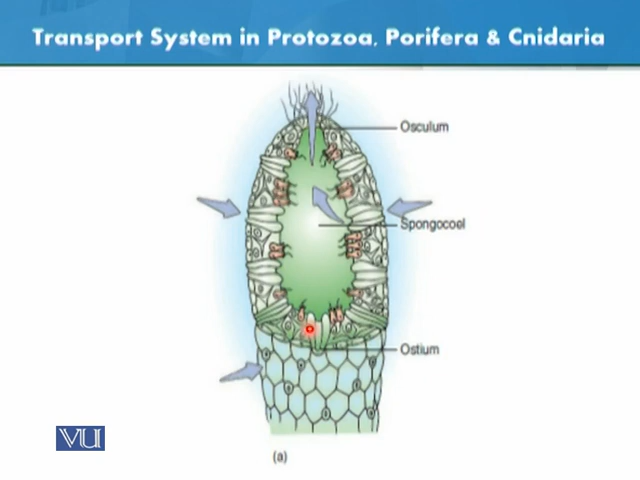 Transport System in Protozoa, Porifera & Cnidaria
Osculum
Spongocoel
Ostium
VU
(a)